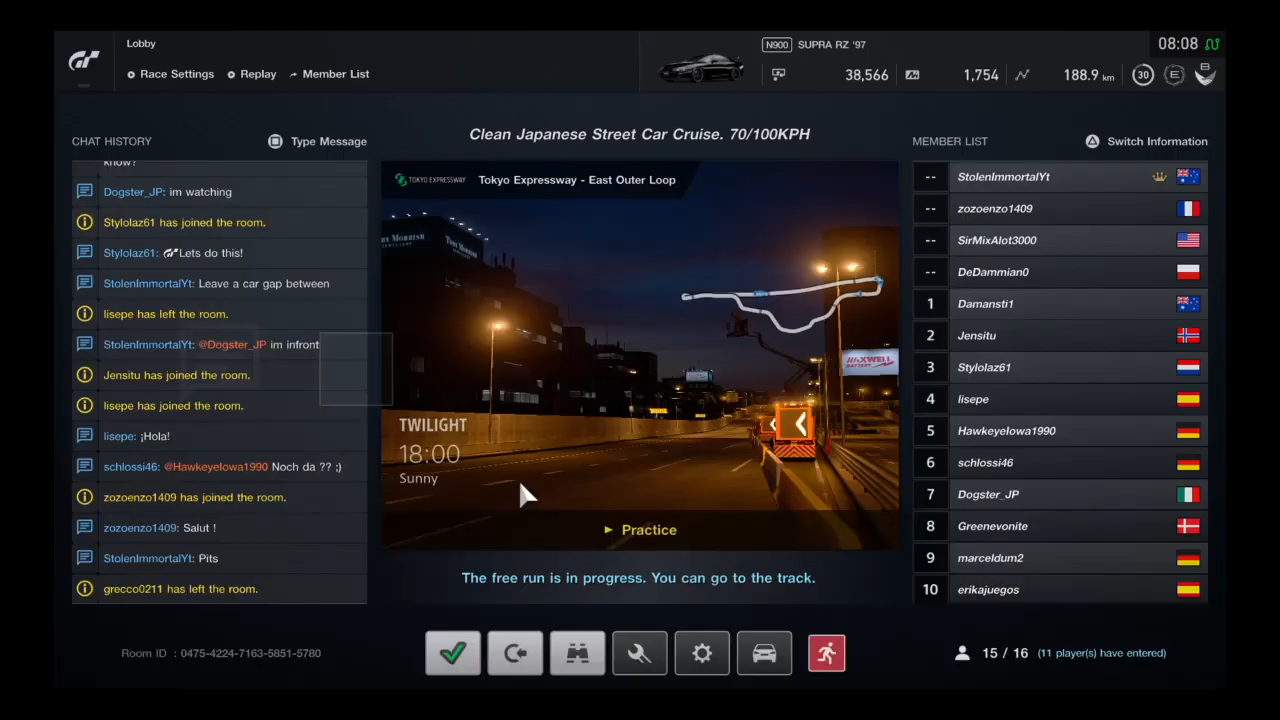 Lobby
Race Settings
Replay
Member List
N900 SUPRA RZ '97
38,566
1,754
188.9 km
30
E
B
08:08
CHAT HISTORY
Type Message
know?
Dogster_JP: im watching
Stylolaz61 has joined the room.
Stylolaz61: Lets do this!
StolenImmortalYt: Leave a car gap between
lisepe has left the room.
StolenImmortalYt: @Dogster_JP im infront
Jensitu has joined the room.
lisepe has joined the room.
lisepe: ¡Hola!
schlossi46: @HawkeyeIowa1990 Noch da ?? ;)
zozoenzo1409 has joined the room.
zozoenzo1409: Salut !
StolenImmortalYt: Pits
grecco0211 has left the room.
Clean Japanese Street Car Cruise. 70/100KPH
TOKYO EXPRESSWAY
Tokyo Expressway - East Outer Loop
MAXWELL
TWILIGHT
18:00
Sunny
Practice
The free run is in progress. You can go to the track.
MEMBER LIST
Switch Information
-- StolenImmortalYt
-- zozoenzo1409
-- SirMixAlot3000
-- DeDammian0
1 Damansti1
2 Jensitu
3 Stylolaz61
4 lisepe
5 HawkeyeIowa1990
6 schlossi46
7 Dogster_JP
8 Greenevonite
9 marceldum2
10 erikajuegos
Room ID : 0475-4224-7163-5851-5780
15 / 16 (11 player(s) have entered)